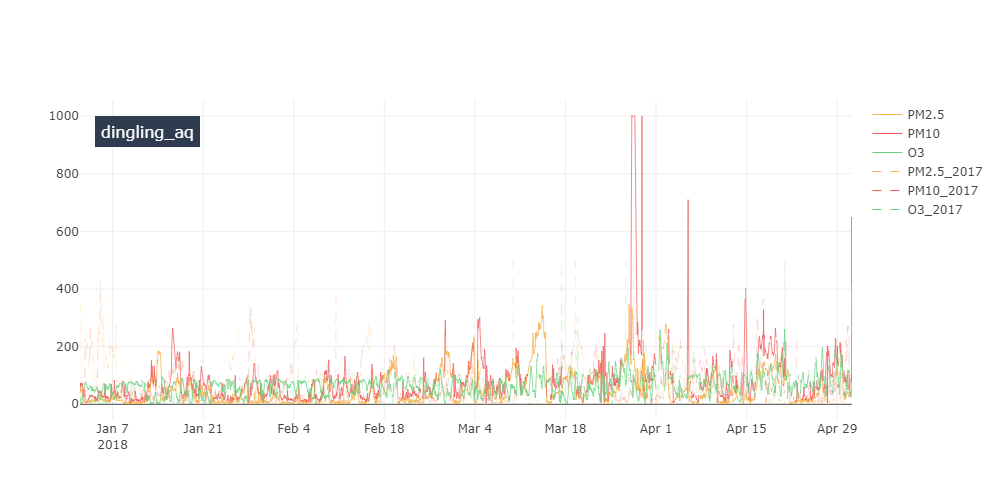 dingling_aq
1000
800
600
400
200
0
Jan 7
2018
Jan 21
Feb 4
Feb 18
Mar 4
Mar 18
Apr 1
Apr 15
Apr 29
PM2.5
PM10
O3
PM2.5_2017
PM10_2017
O3_2017